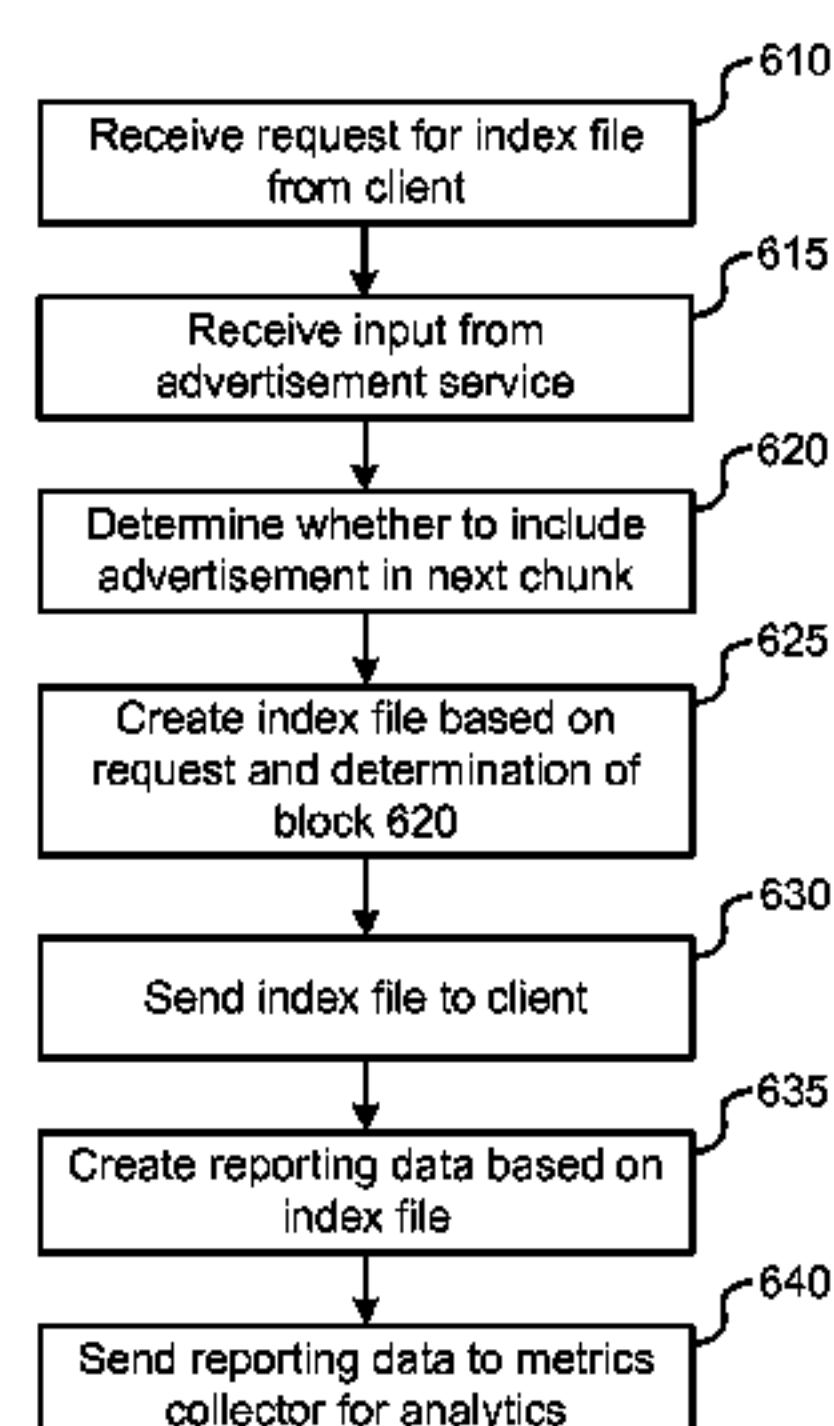 610
Receive request for index file
from client
615
Receive input from
advertisement service
620
Determine whether to include
advertisement in next chunk
625
Create index file based on
request and determination of
block 620
630
Send index file to client
635
Create reporting data based on
index file
640
Send reporting data to metrics
collector for analytics